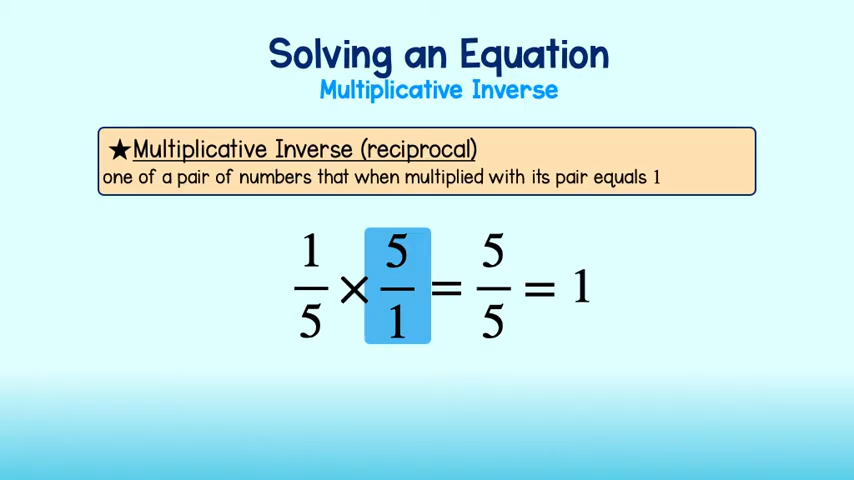 Solving an Equation
Multiplicative Inverse
★Multiplicative Inverse (reciprocal)
one of a pair of numbers that when multiplied with its pair equals 1
1/5 × 5/1 = 5/5 = 1